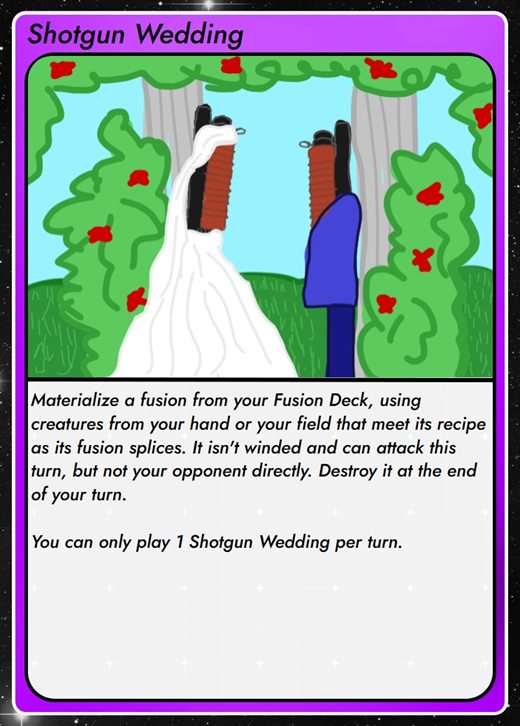 Shotgun Wedding
Materialize a fusion from your Fusion Deck, using
creatures from your hand or your field that meet its recipe
as its fusion splices. It isn't winded and can attack this
turn, but not your opponent directly. Destroy it at the end
of your turn.
You can only play 1 Shotgun Wedding per turn.